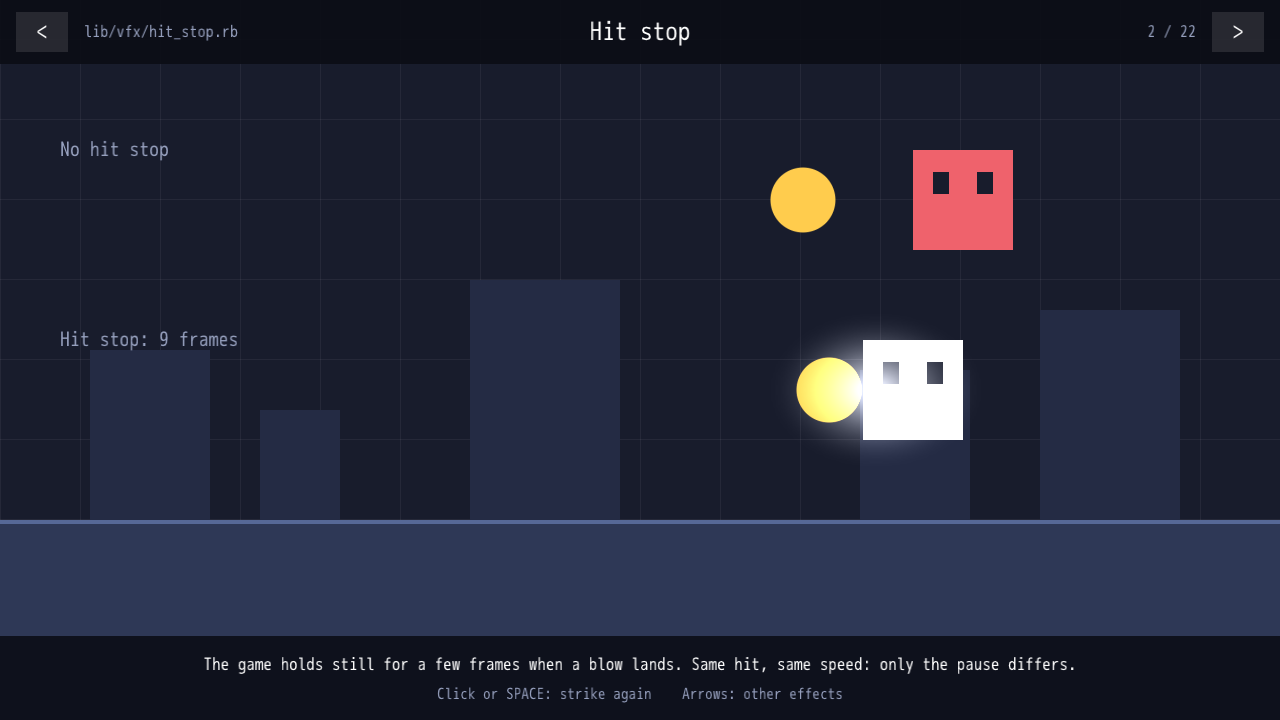 <
lib/vfx/hit_stop.rb
Hit stop
2 / 22
>
No hit stop
Hit stop: 9 frames
The game holds still for a few frames when a blow lands. Same hit, same speed: only the pause differs.
Click or SPACE: strike again    Arrows: other effects